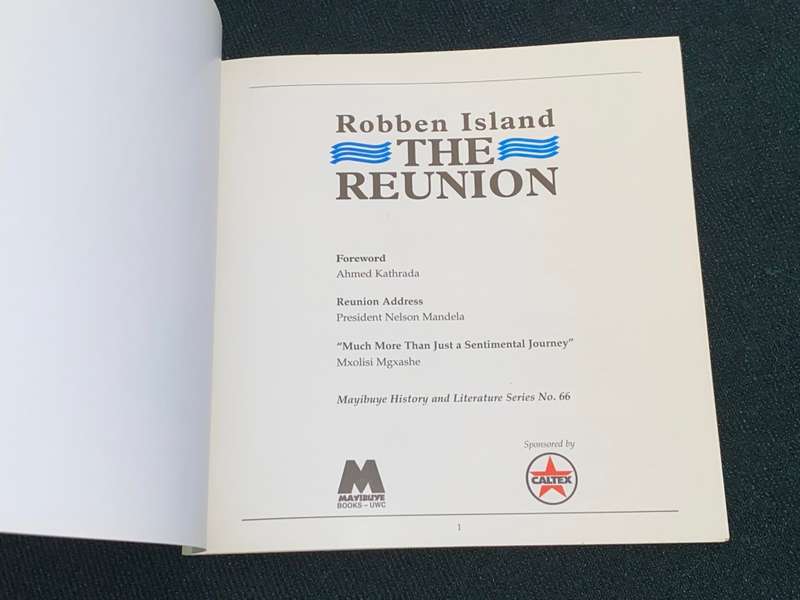 Robben Island
THE
REUNION
Foreword
Ahmed Kathrada
Reunion Address
President Nelson Mandela
"Much More Than Just a Sentimental Journey"
Mxolisi Mgxashe
Mayibuye History and Literature Series No. 66
Sponsored by
M
MAYIBUYE
BOOKS – UWC
CALTEX
1